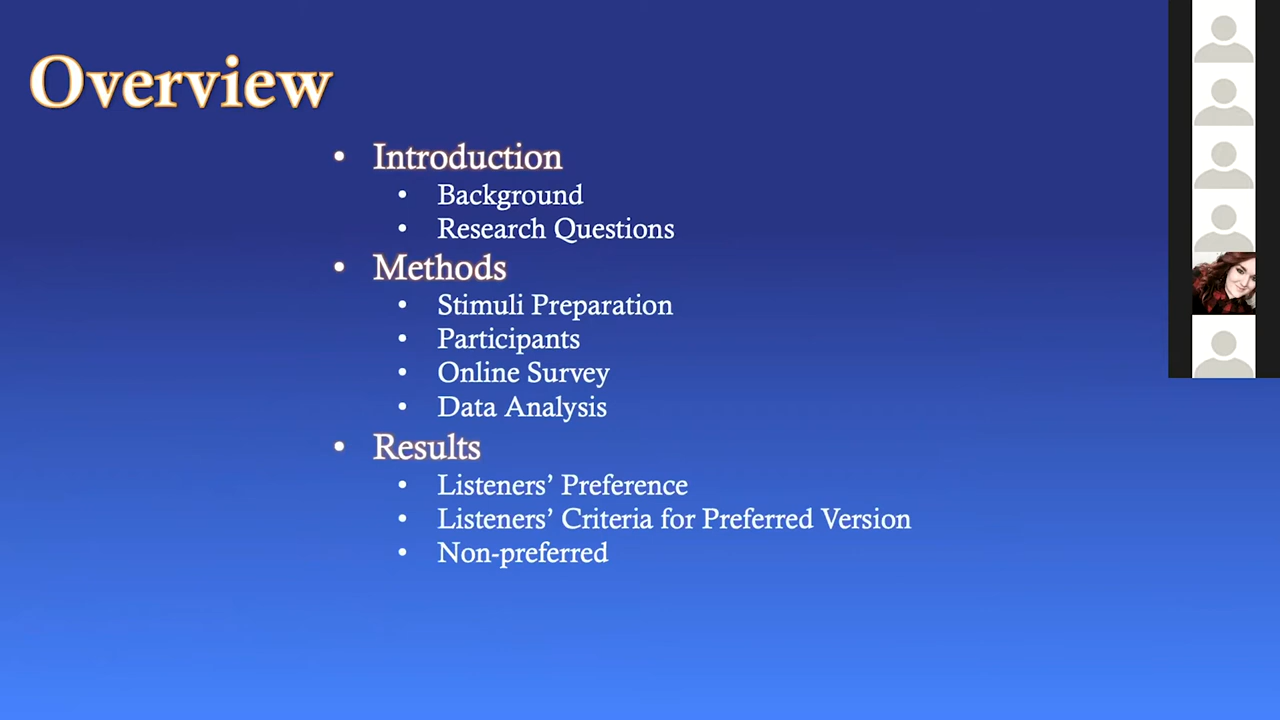 Overview
• Introduction
• Background
• Research Questions
• Methods
• Stimuli Preparation
• Participants
• Online Survey
• Data Analysis
• Results
• Listeners’ Preference
• Listeners’ Criteria for Preferred Version
• Non-preferred